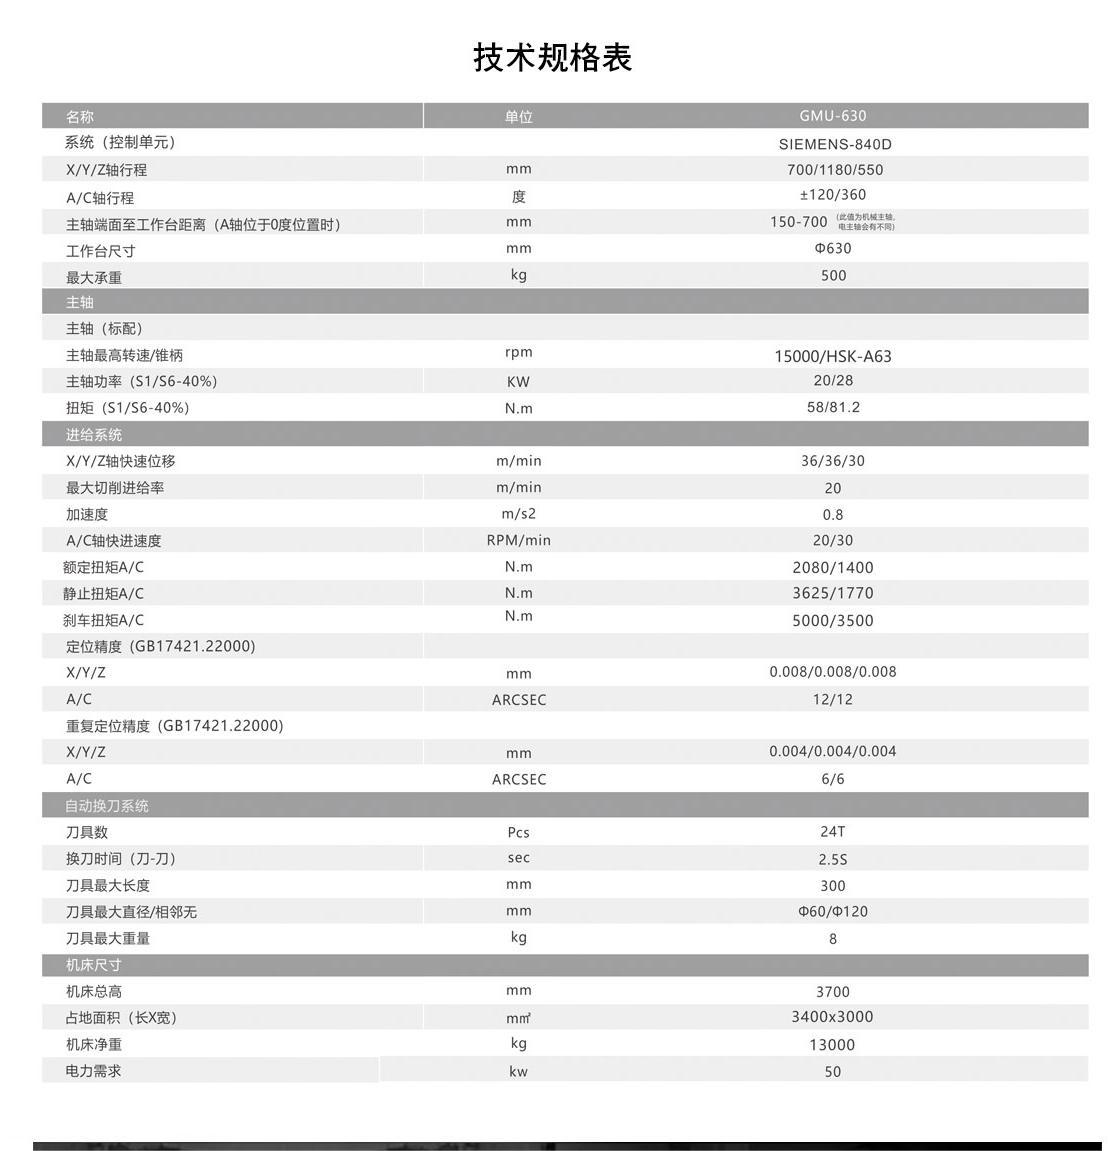 技术规格表
名称 单位 GMU-630
系统（控制单元） SIEMENS-840D
X/Y/Z轴行程 mm 700/1180/550
A/C轴行程 度 ±120/360
主轴端面至工作台距离（A轴位于0度位置时） mm 150-700 （此值为机械主轴,
电主轴会有不同）
工作台尺寸 mm Φ630
最大承重 kg 500
主轴
主轴（标配）
主轴最高转速/锥柄 rpm 15000/HSK-A63
主轴功率（S1/S6-40%） KW 20/28
扭矩（S1/S6-40%） N.m 58/81.2
进给系统
X/Y/Z轴快速位移 m/min 36/36/30
最大切削进给率 m/min 20
加速度 m/s2 0.8
A/C轴快进速度 RPM/min 20/30
额定扭矩A/C N.m 2080/1400
静止扭矩A/C N.m 3625/1770
刹车扭矩A/C N.m 5000/3500
定位精度（GB17421.22000)
X/Y/Z mm 0.008/0.008/0.008
A/C ARCSEC 12/12
重复定位精度（GB17421.22000)
X/Y/Z mm 0.004/0.004/0.004
A/C ARCSEC 6/6
自动换刀系统
刀具数 Pcs 24T
换刀时间（刀-刀） sec 2.5S
刀具最大长度 mm 300
刀具最大直径/相邻无 mm Φ60/Φ120
刀具最大重量 kg 8
机床尺寸
机床总高 mm 3700
占地面积（长X宽） m㎡ 3400x3000
机床净重 kg 13000
电力需求 kw 50